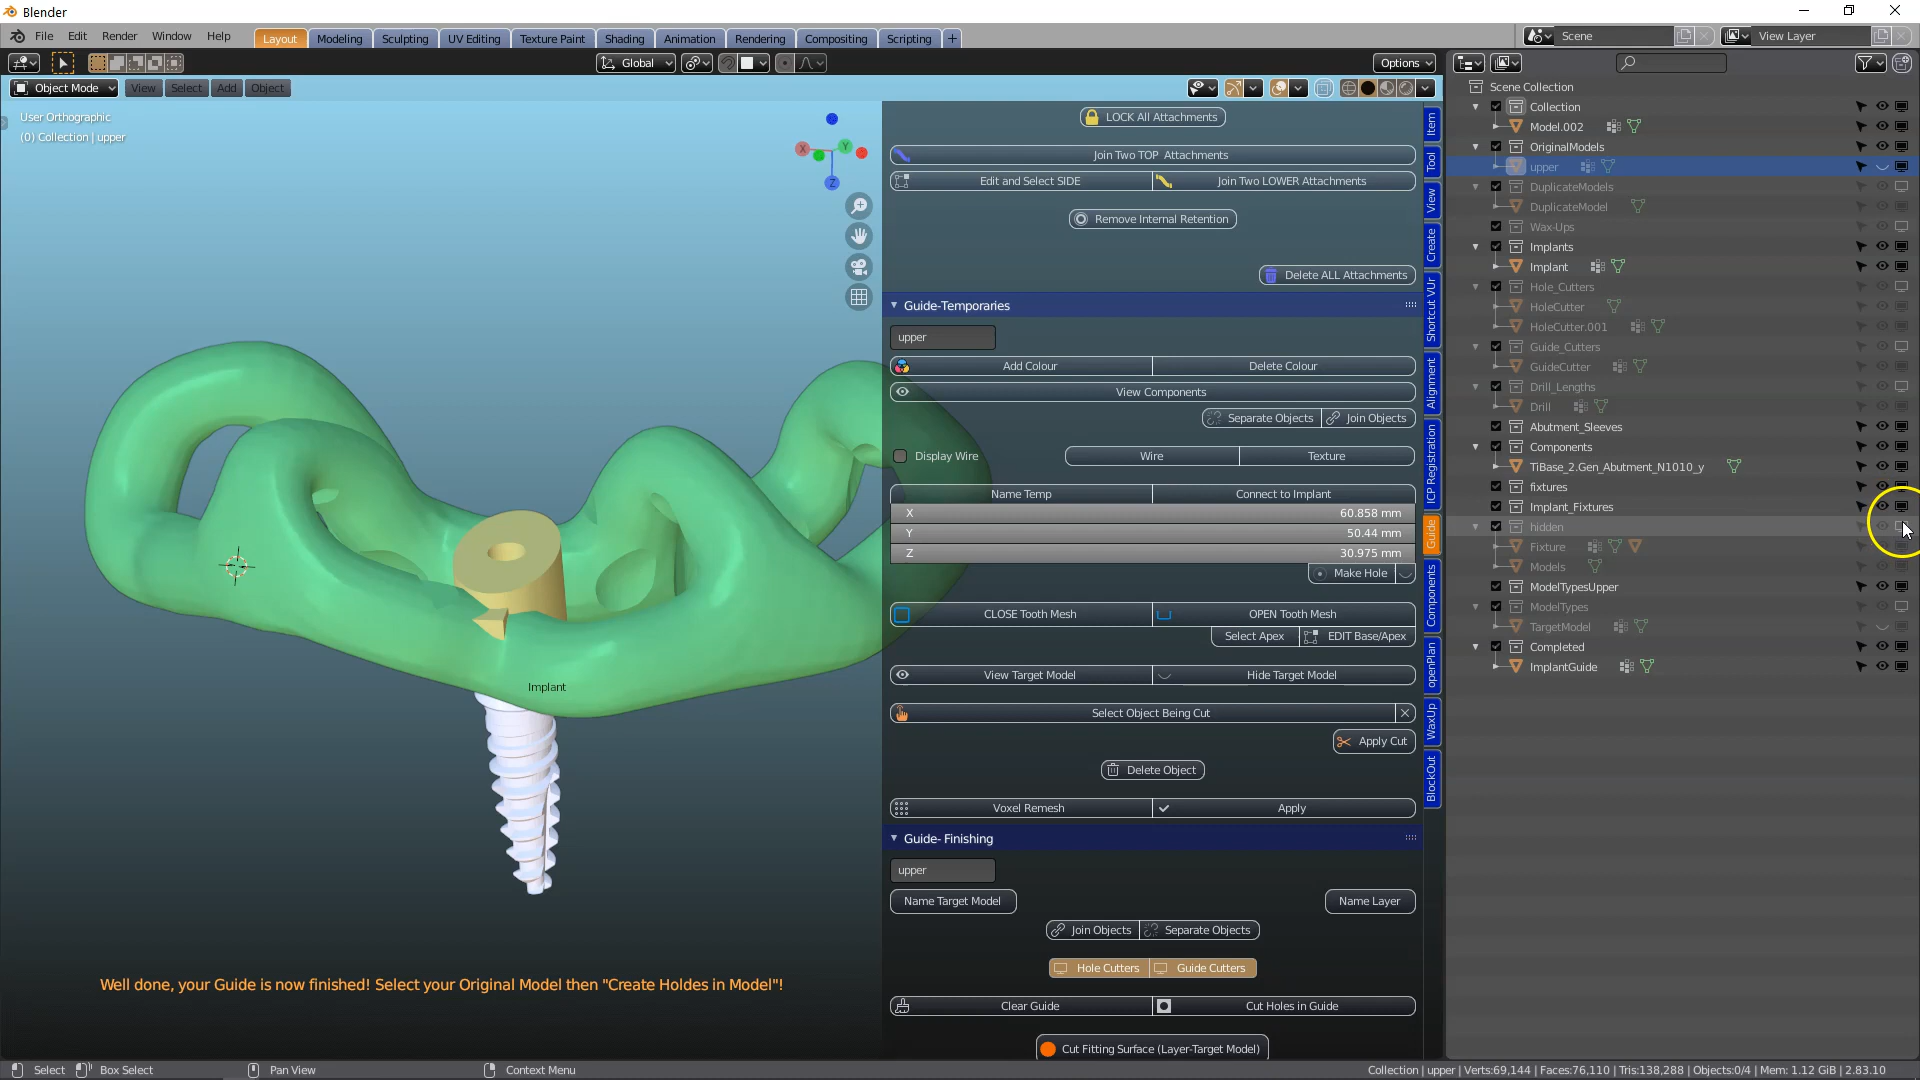 Blender
File Edit Render Window Help Layout Modeling Sculpting UV Editing Texture Paint Shading Animation Rendering Compositing Scripting + Scene View Layer
Global Options
Object Mode View Select Add Object
User Orthographic
(0) Collection | upper
X Y Z
Implant
Well done, your Guide is now finished! Select your Original Model then "Create Holdes in Model"!
LOCK All Attachments
Join Two TOP Attachments
Edit and Select SIDE Join Two LOWER Attachments
Remove Internal Retention
Delete ALL Attachments
Guide-Temporaries
upper
Add Colour Delete Colour
View Components
Separate Objects Join Objects
Display Wire Wire Texture
Name Temp Connect to Implant
X 60.858 mm
Y 50.44 mm
Z 30.975 mm
Make Hole
CLOSE Tooth Mesh OPEN Tooth Mesh
Select Apex EDIT Base/Apex
View Target Model Hide Target Model
Select Object Being Cut
Apply Cut
Delete Object
Voxel Remesh Apply
Guide- Finishing
upper
Name Target Model Name Layer
Join Objects Separate Objects
Hole Cutters Guide Cutters
Clear Guide Cut Holes in Guide
Cut Fitting Surface (Layer-Target Model)
Item
Tool
View
Create
Shortcut VUr
Alignment
ICP Registration
Guide
Components
openPlan
WaxUp
BlockOut
Scene Collection
Collection
Model.002
OriginalModels
upper
DuplicateModels
DuplicateModel
Wax-Ups
Implants
Implant
Hole_Cutters
HoleCutter
HoleCutter.001
Guide_Cutters
GuideCutter
Drill_Lengths
Drill
Abutment_Sleeves
Components
TiBase_2.Gen_Abutment_N1010_y
fixtures
Implant_Fixtures
hidden
Fixture
Models
ModelTypesUpper
ModelTypes
TargetModel
Completed
ImplantGuide
Select Box Select Pan View Context Menu Collection | upper | Verts:69,144 | Faces:76,110 | Tris:138,288 | Objects:0/4 | Mem: 1.12 GiB | 2.83.10